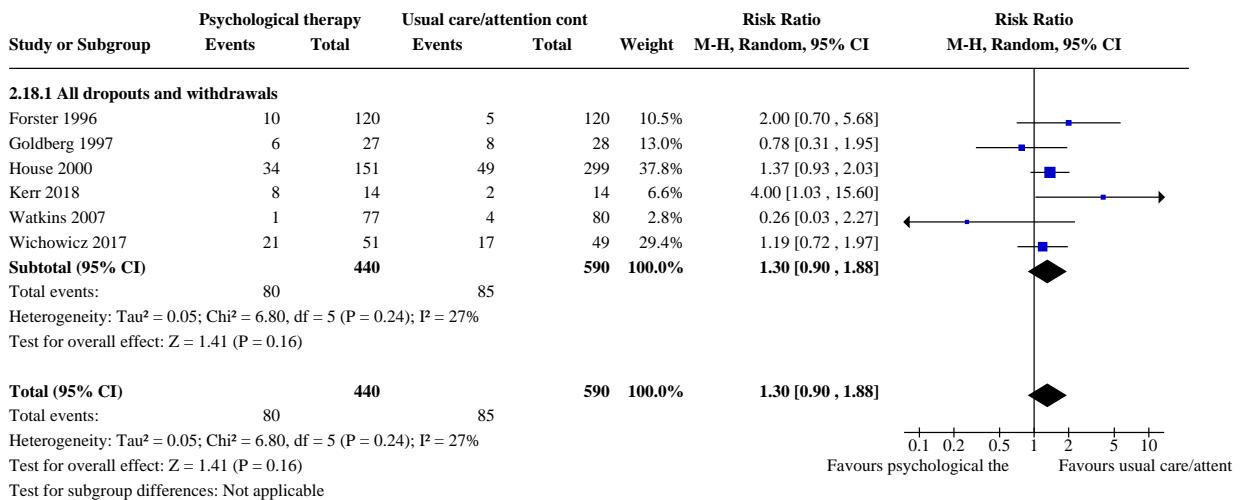 Psychological therapy Usual care/attention cont Risk Ratio Risk Ratio
Study or Subgroup Events Total Events Total Weight M-H, Random, 95% CI M-H, Random, 95% CI
2.18.1 All dropouts and withdrawals
Forster 1996 10 120 5 120 10.5% 2.00 [0.70 , 5.68]
Goldberg 1997 6 27 8 28 13.0% 0.78 [0.31 , 1.95]
House 2000 34 151 49 299 37.8% 1.37 [0.93 , 2.03]
Kerr 2018 8 14 2 14 6.6% 4.00 [1.03 , 15.60]
Watkins 2007 1 77 4 80 2.8% 0.26 [0.03 , 2.27]
Wichowicz 2017 21 51 17 49 29.4% 1.19 [0.72 , 1.97]
Subtotal (95% CI) 440 590 100.0% 1.30 [0.90 , 1.88]
Total events: 80 85
Heterogeneity: Tau² = 0.05; Chi² = 6.80, df = 5 (P = 0.24); I² = 27%
Test for overall effect: Z = 1.41 (P = 0.16)
Total (95% CI) 440 590 100.0% 1.30 [0.90 , 1.88]
Total events: 80 85
Heterogeneity: Tau² = 0.05; Chi² = 6.80, df = 5 (P = 0.24); I² = 27%
0.1 0.2 0.5 1 2 5 10
Test for overall effect: Z = 1.41 (P = 0.16)
Favours psychological the Favours usual care/attent
Test for subgroup differences: Not applicable